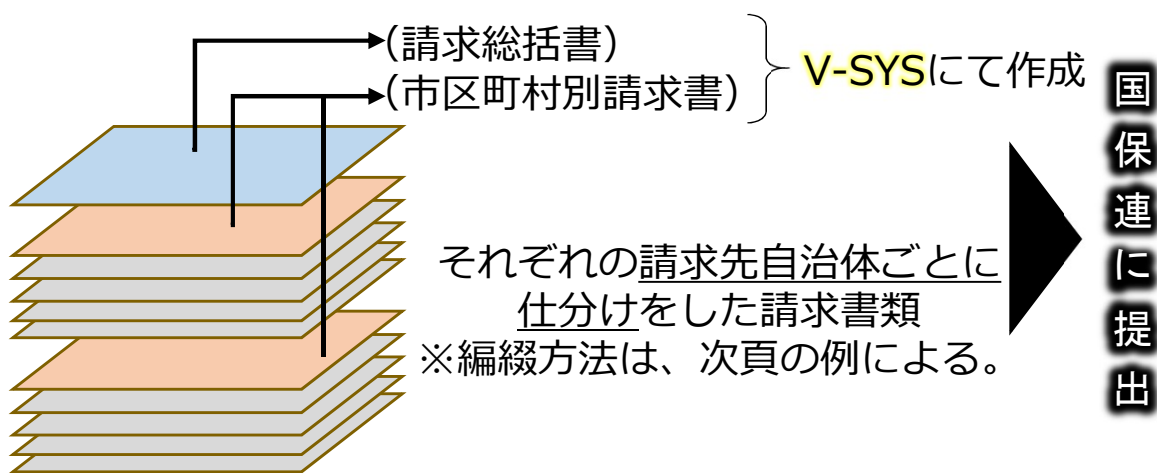 (請求総括書)
(市区町村別請求書)
V-SYSにて作成
それぞれの請求先自治体ごとに
仕分けをした請求書類
※編綴方法は、次頁の例による。
国保連に提出